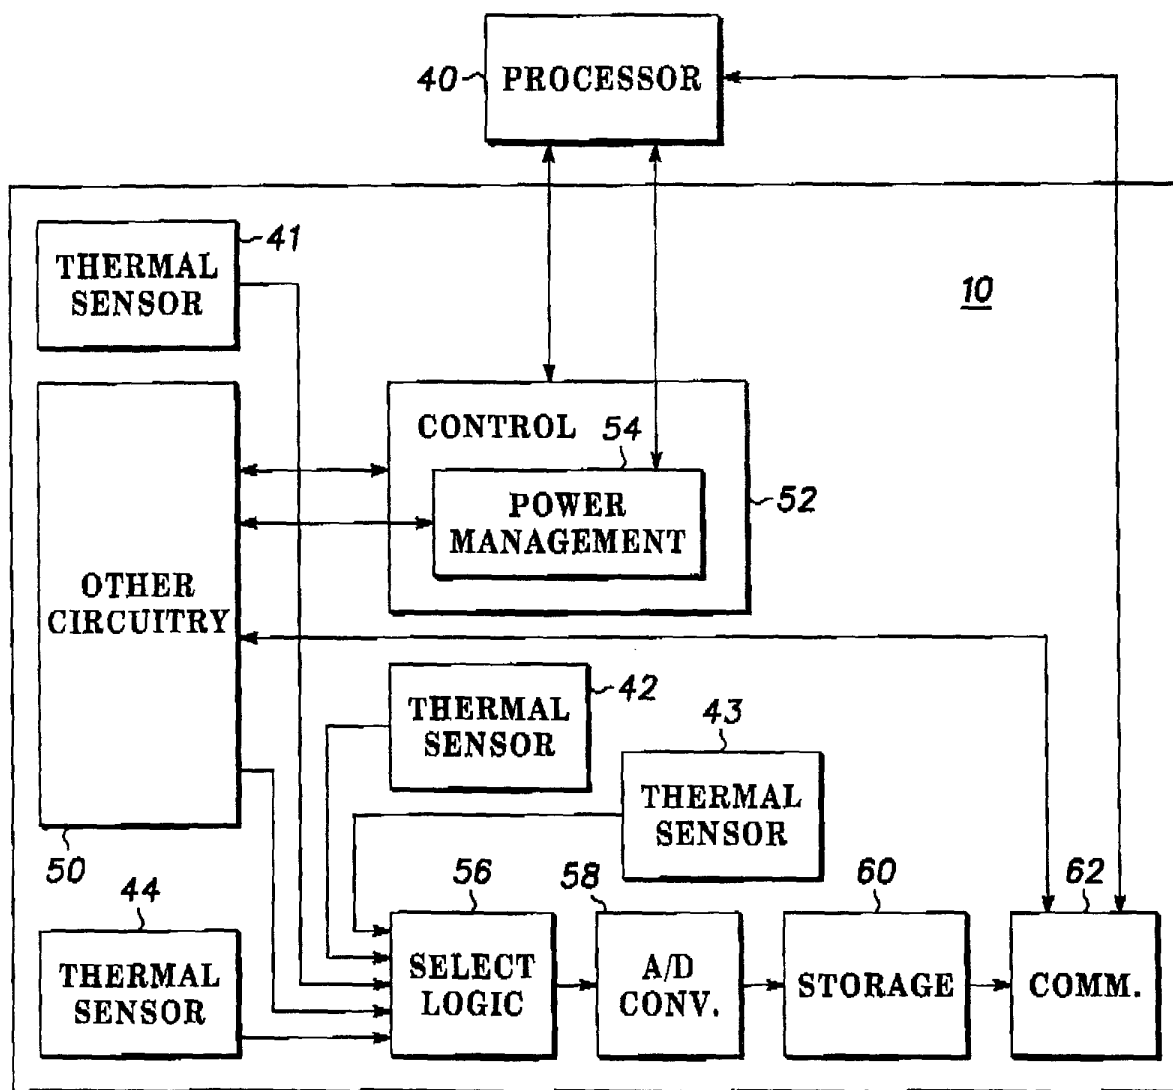 40
PROCESSOR
41
THERMAL
SENSOR
10
CONTROL
54
POWER
MANAGEMENT
52
OTHER
CIRCUITRY
50
42
THERMAL
SENSOR
43
THERMAL
SENSOR
44
THERMAL
SENSOR
56
SELECT
LOGIC
58
A/D
CONV.
60
STORAGE
62
COMM.